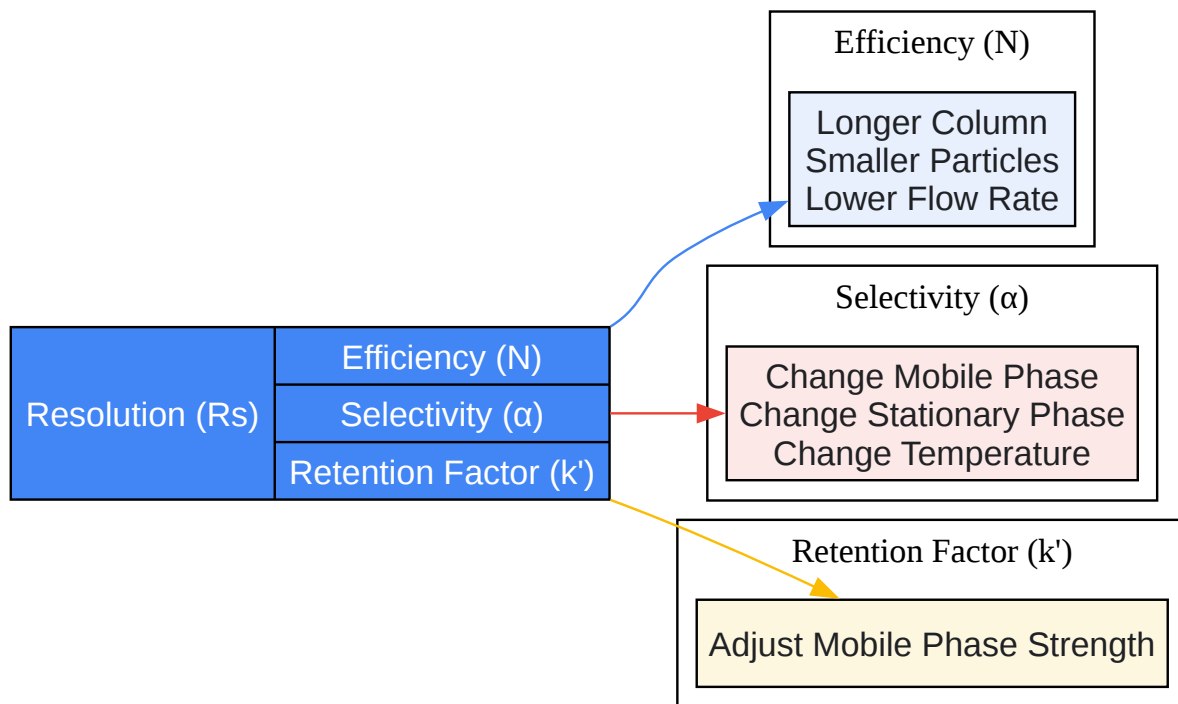 Efficiency (N)
Longer Column
Smaller Particles
Lower Flow Rate
Selectivity (α)
Change Mobile Phase
Change Stationary Phase
Change Temperature
Resolution (Rs)
Efficiency (N)
Selectivity (α)
Retention Factor (k')
Retention Factor (k')
Adjust Mobile Phase Strength